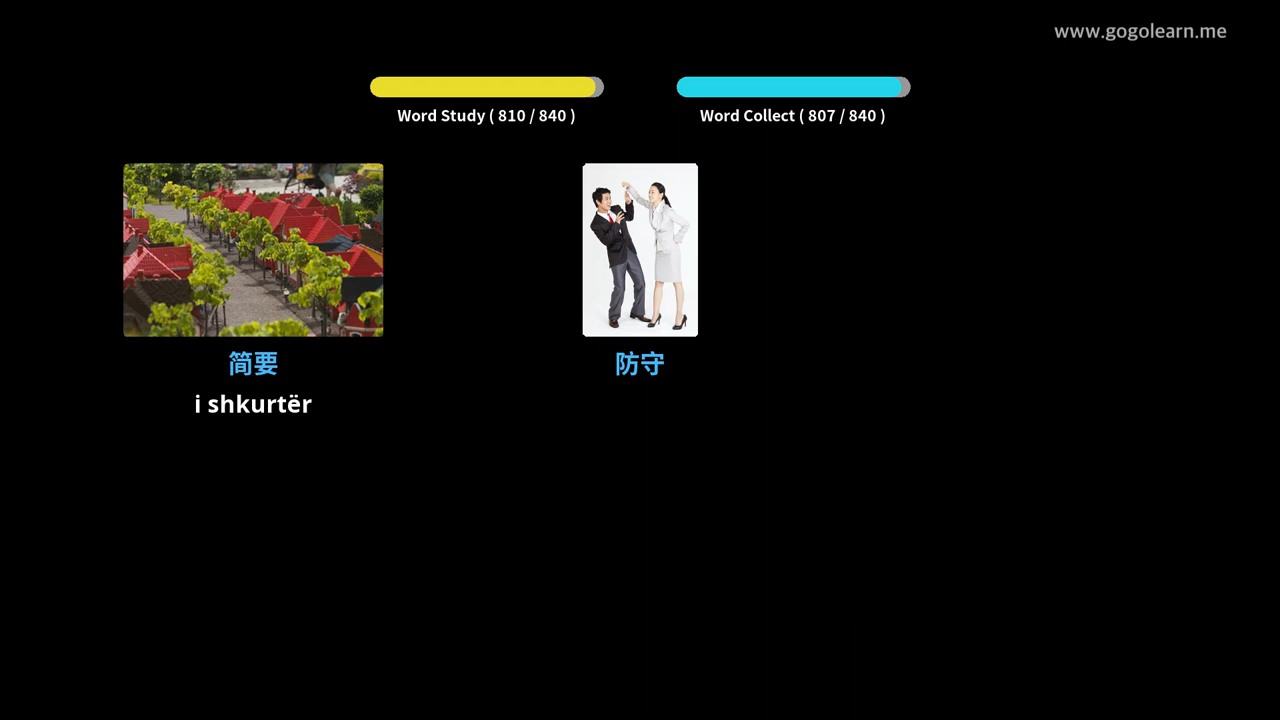 www.gogolearn.me
Word Study ( 810 / 840 )
Word Collect ( 807 / 840 )
简要
防守
i shkurtër